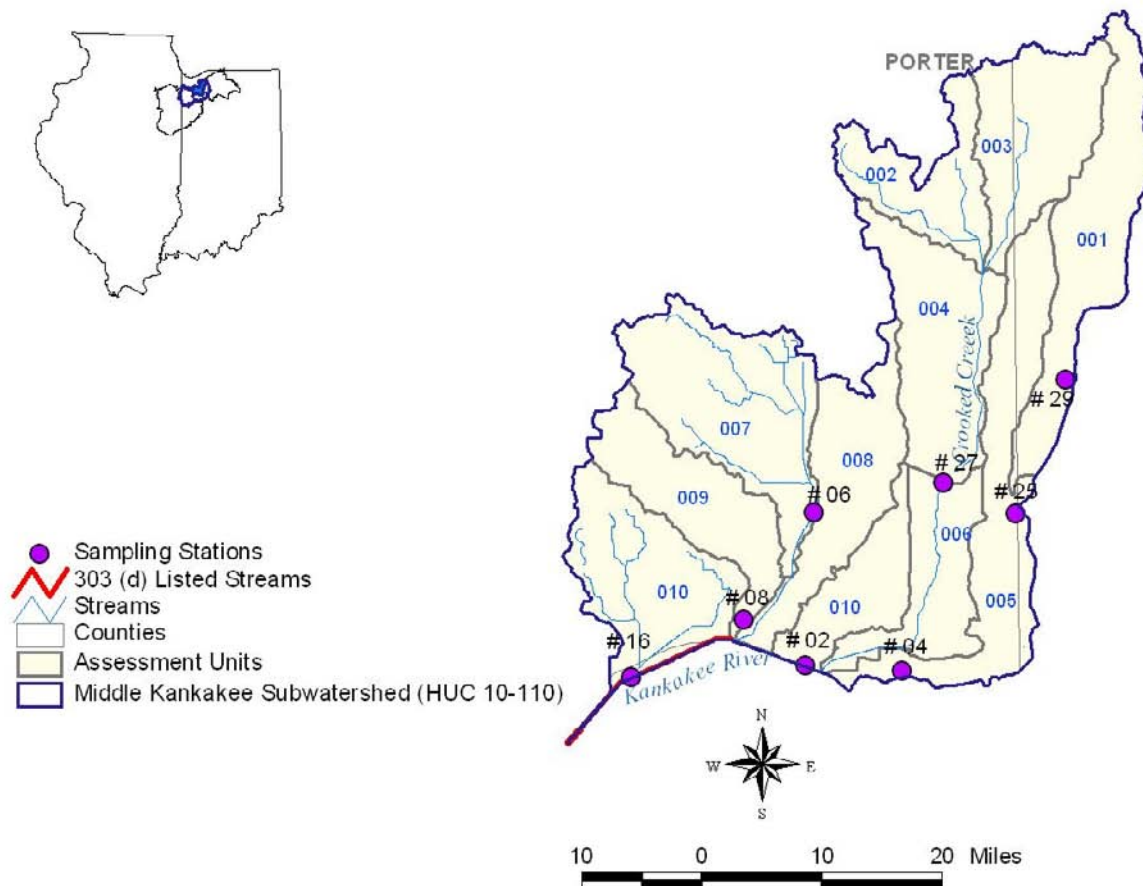 PORTER
003
002
001
004
Crooked Creeek
# 29
007
008
# 27
009
# 06
# 25
006
010
# 08
010
005
# 16
# 02
# 04
Kankakee River
Sampling Stations
303 (d) Listed Streams
Streams
Counties
Assessment Units
Middle Kankakee Subwatershed (HUC 10-110)
N
W E
S
10 0 10 20 Miles